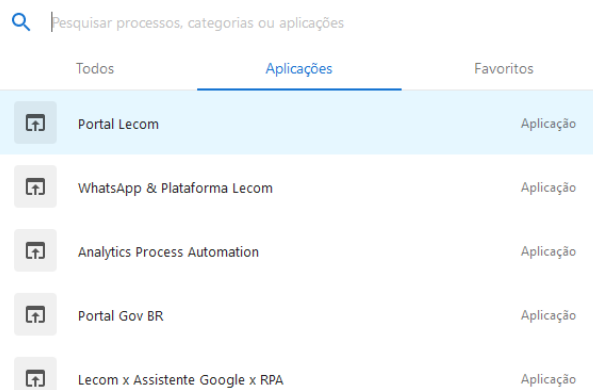 Pesquisar processos, categorias ou aplicações
Todos Aplicações Favoritos
Portal Lecom Aplicação
WhatsApp & Plataforma Lecom Aplicação
Analytics Process Automation Aplicação
Portal Gov BR Aplicação
Lecom x Assistente Google x RPA Aplicação